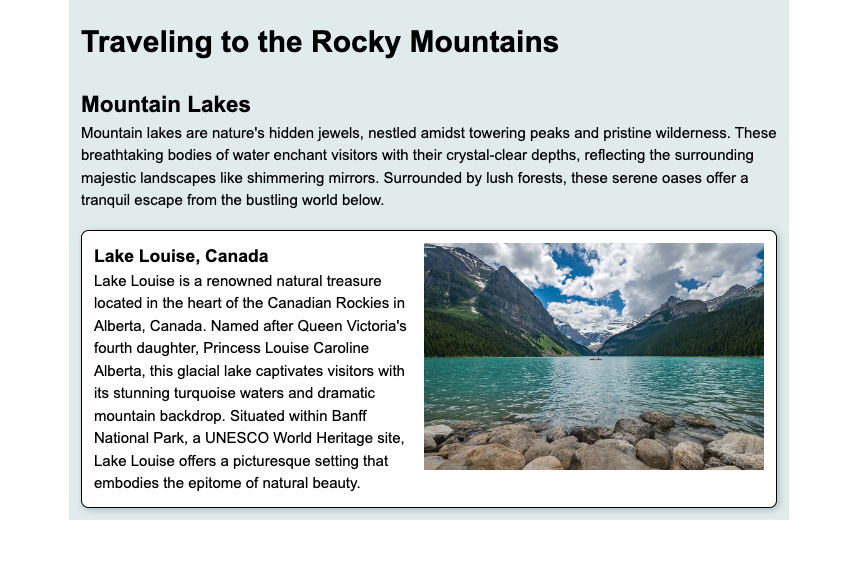 Traveling to the Rocky Mountains
Mountain Lakes
Mountain lakes are nature's hidden jewels, nestled amidst towering peaks and pristine wilderness. These
breathtaking bodies of water enchant visitors with their crystal-clear depths, reflecting the surrounding
majestic landscapes like shimmering mirrors. Surrounded by lush forests, these serene oases offer a
tranquil escape from the bustling world below.
Lake Louise, Canada
Lake Louise is a renowned natural treasure
located in the heart of the Canadian Rockies in
Alberta, Canada. Named after Queen Victoria's
fourth daughter, Princess Louise Caroline
Alberta, this glacial lake captivates visitors with
its stunning turquoise waters and dramatic
mountain backdrop. Situated within Banff
National Park, a UNESCO World Heritage site,
Lake Louise offers a picturesque setting that
embodies the epitome of natural beauty.